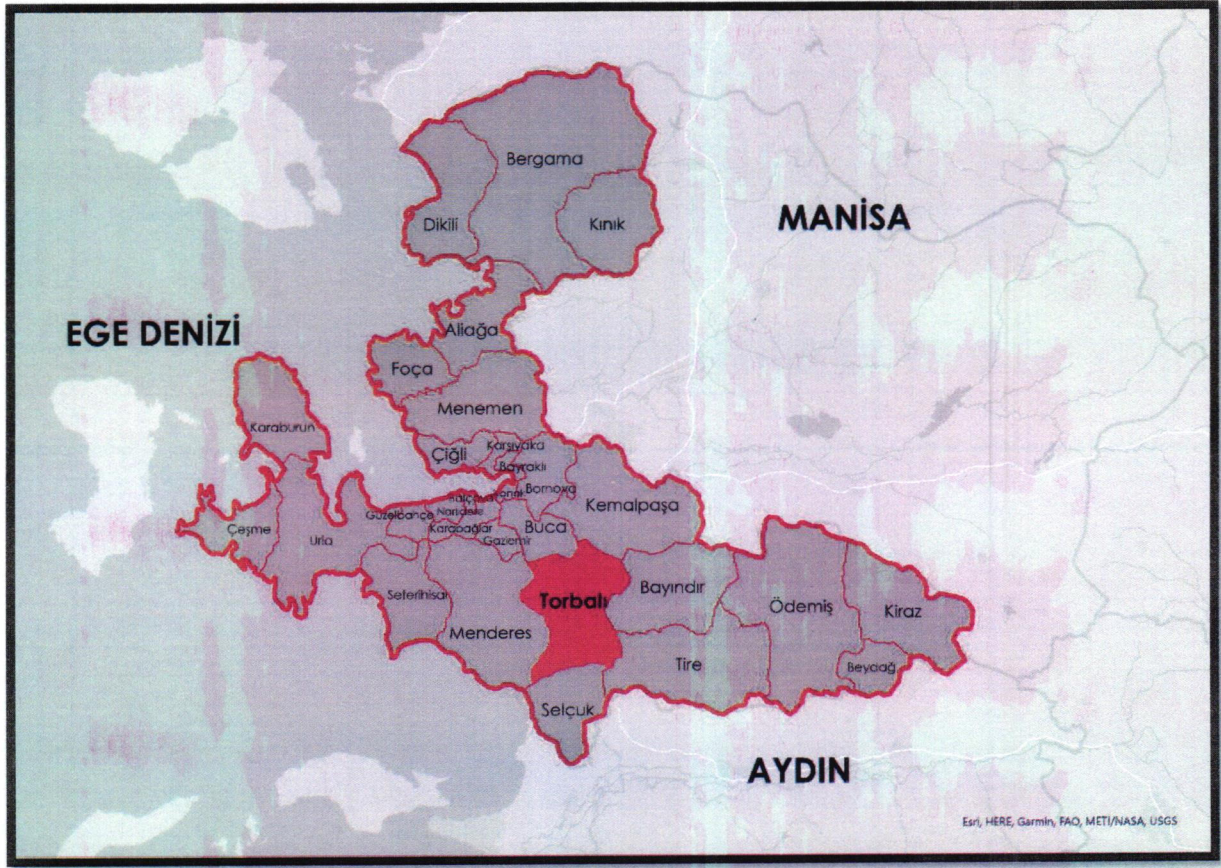 Bergama
Dikili
Kınık
MANİSA
EGE DENİZİ
Aliağa
Foça
Menemen
Karaburun
Çiğli
Karşıyaka
Bayraklı
Bornova
Kemalpaşa
Güzelbahçe
Narlıdere
Karabağlar
Buca
Gaziemir
Çeşme
Urla
Seferihisar
Torbalı
Menderes
Bayındır
Ödemiş
Kiraz
Tire
Beydağ
Selçuk
AYDIN
Esri, HERE, Garmin, FAO, METI/NASA, USGS